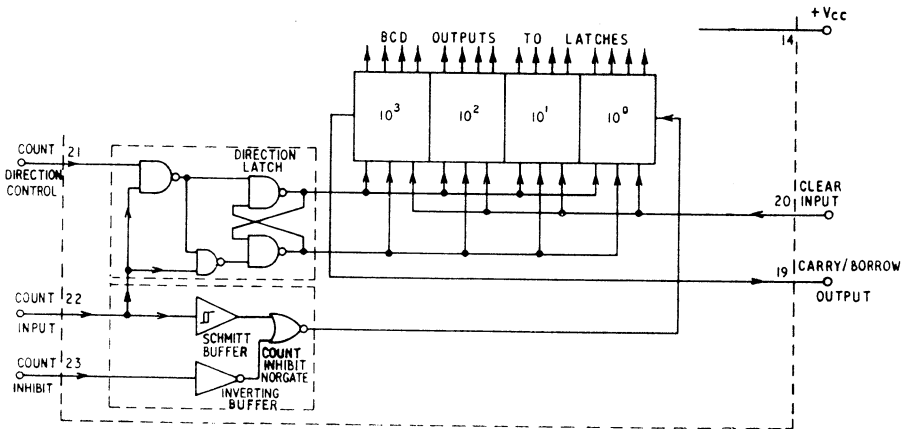 +Vcc
14
BCD OUTPUTS TO LATCHES
10³ 10² 10¹ 10⁰
COUNT 21
DIRECTION
CONTROL
DIRECTION
LATCH
CLEAR
20 INPUT
19 CARRY/BORROW
OUTPUT
COUNT 22
INPUT
SCHMITT
BUFFER
COUNT
INHIBIT
NORGATE
COUNT 23
INHIBIT
INVERTING
BUFFER